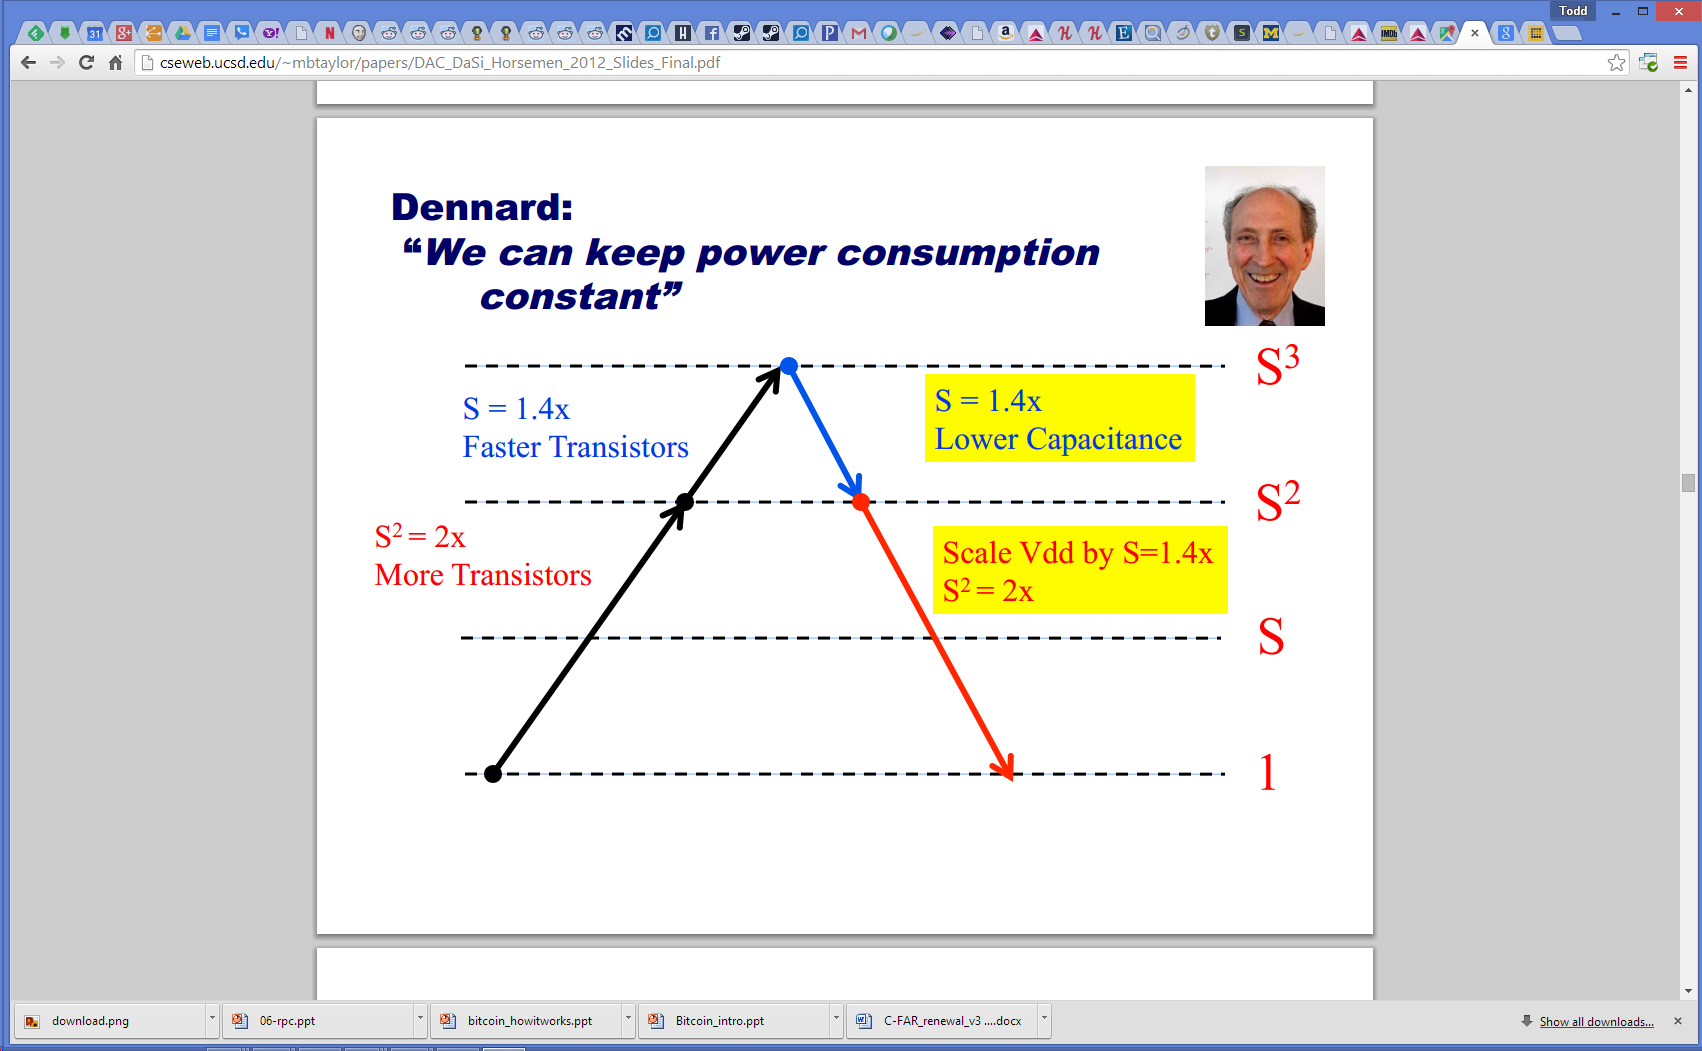 Todd
cseweb.ucsd.edu/~mbtaylor/papers/DAC_DaSi_Horsemen_2012_Slides_Final.pdf
Dennard:
“We can keep power consumption
constant”
S³
S = 1.4x
Faster Transistors
S = 1.4x
Lower Capacitance
S²
S² = 2x
More Transistors
Scale Vdd by S=1.4x
S² = 2x
S
1
download.png
06-rpc.ppt
bitcoin_howitworks.ppt
Bitcoin_intro.ppt
C-FAR_renewal_v3 ....docx
Show all downloads...